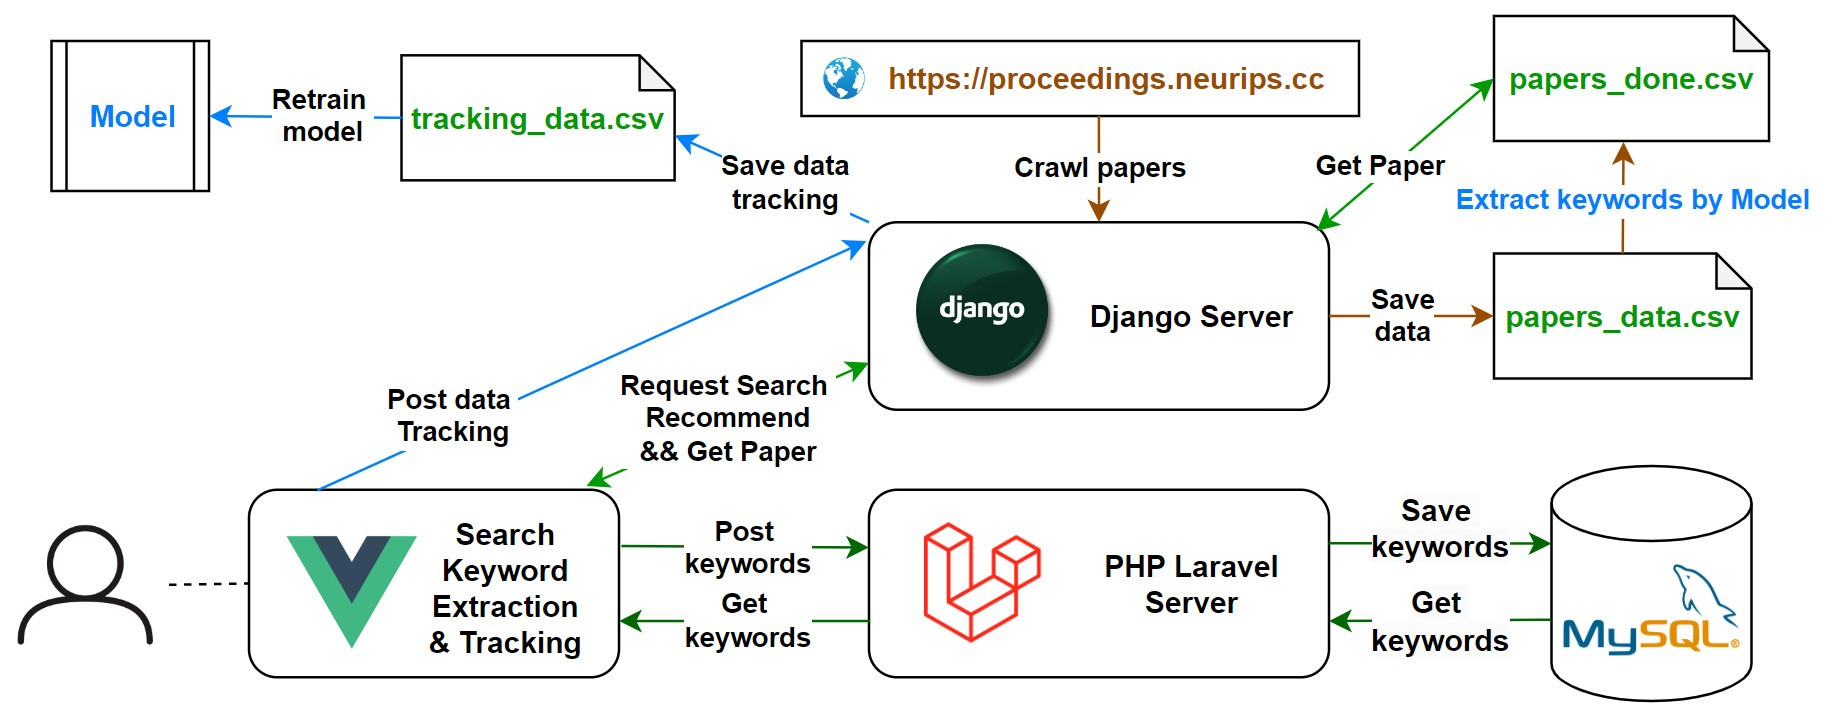 Model
Retrain
model
tracking_data.csv
Save data
tracking
https://proceedings.neurips.cc
Crawl papers
Get Paper
papers_done.csv
Extract keywords by Model
papers_data.csv
Save
data
django
Django Server
Post data
Tracking
Request Search
Recommend
&& Get Paper
Search
Keyword
Extraction
& Tracking
Post
keywords
Get
keywords
PHP Laravel
Server
Save
keywords
Get
keywords
MySQL®